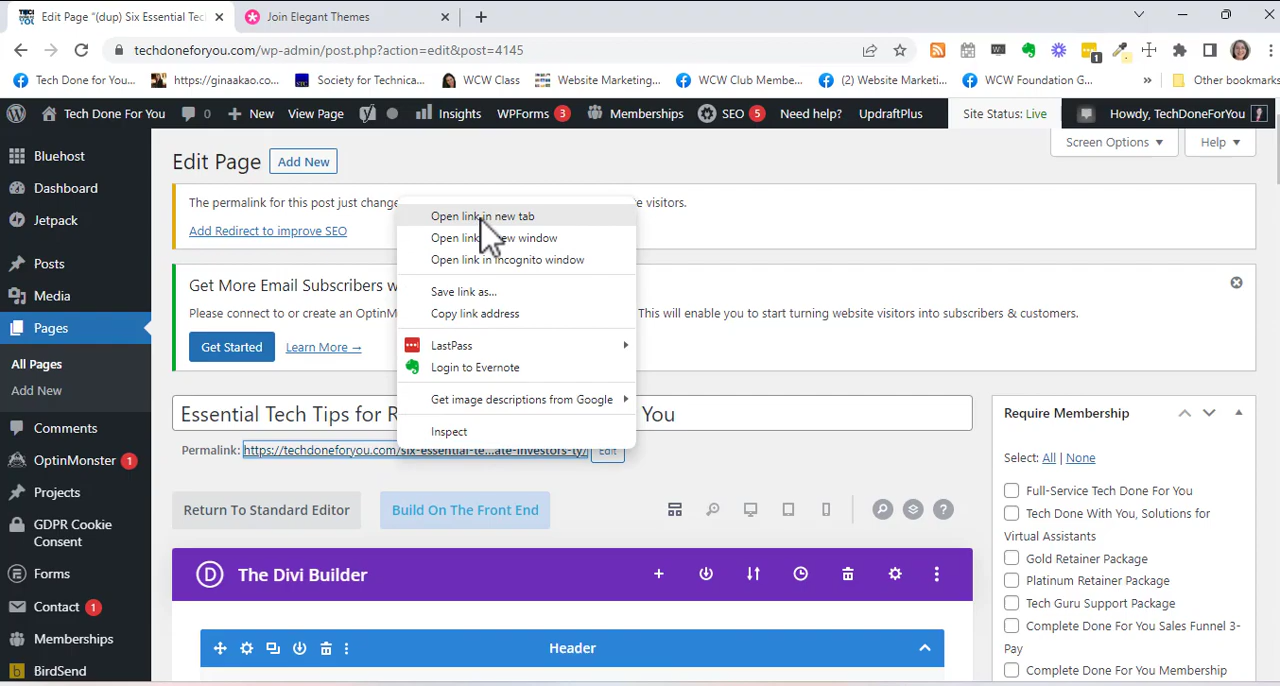 Edit Page "(dup) Six Essential Tec
Join Elegant Themes
techdoneforyou.com/wp-admin/post.php?action=edit&post=4145
Tech Done for You...
https://ginaakao.co...
Society for Technica...
WCW Class
Website Marketing...
WCW Club Membe...
(2) Website Marketi...
WCW Foundation G...
»
Other bookmarks
Tech Done For You
0
New
View Page
Insights
WPForms 3
Memberships
SEO 5
Need help?
UpdraftPlus
Site Status: Live
Howdy, TechDoneForYou
Bluehost
Dashboard
Jetpack
Posts
Media
Pages
All Pages
Add New
Comments
OptinMonster 1
Projects
GDPR Cookie
Consent
Forms
Contact 1
Memberships
BirdSend
Edit Page
Add New
Screen Options
Help
The permalink for this post just change
e visitors.
Add Redirect to improve SEO
Get More Email Subscribers w
Please connect to or create an OptinM
This will enable you to start turning website visitors into subscribers & customers.
Get Started
Learn More →
Open link in new tab
Open link window
Open link in incognito window
Save link as...
Copy link address
LastPass
Login to Evernote
Get image descriptions from Google
Inspect
Essential Tech Tips for R
You
Permalink: https://techdoneforyou.com/six-essential-te...ate-investors-ty/
Edit
Return To Standard Editor
Build On The Front End
D The Divi Builder
Header
Require Membership
Select: All | None
Full-Service Tech Done For You
Tech Done With You, Solutions for
Virtual Assistants
Gold Retainer Package
Platinum Retainer Package
Tech Guru Support Package
Complete Done For You Sales Funnel 3-
Pay
Complete Done For You Membership